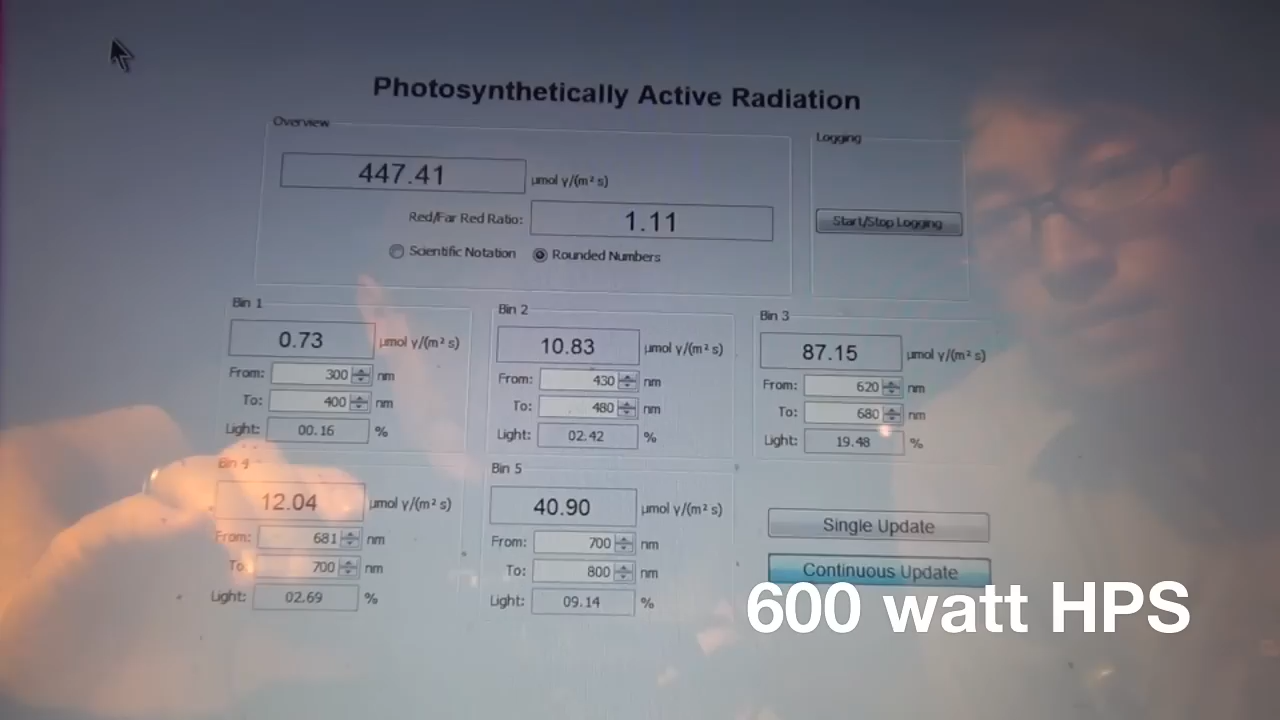 Photosynthetically Active Radiation
Overview
447.41 µmol γ/(m² s)
Red/Far Red Ratio: 1.11
Scientific Notation Rounded Numbers
Logging
Start/Stop Logging
Bin 1
0.73 µmol γ/(m² s)
From: 300 nm
To: 400 nm
Light: 00.16 %
Bin 2
10.83 µmol γ/(m² s)
From: 430 nm
To: 480 nm
Light: 02.42 %
Bin 3
87.15 µmol γ/(m² s)
From: 620 nm
To: 680 nm
Light: 19.48 %
Bin 4
12.04 µmol γ/(m² s)
From: 681 nm
To: 700 nm
Light: 02.69 %
Bin 5
40.90 µmol γ/(m² s)
From: 700 nm
To: 800 nm
Light: 09.14 %
Single Update
Continuous Update
600 watt HPS